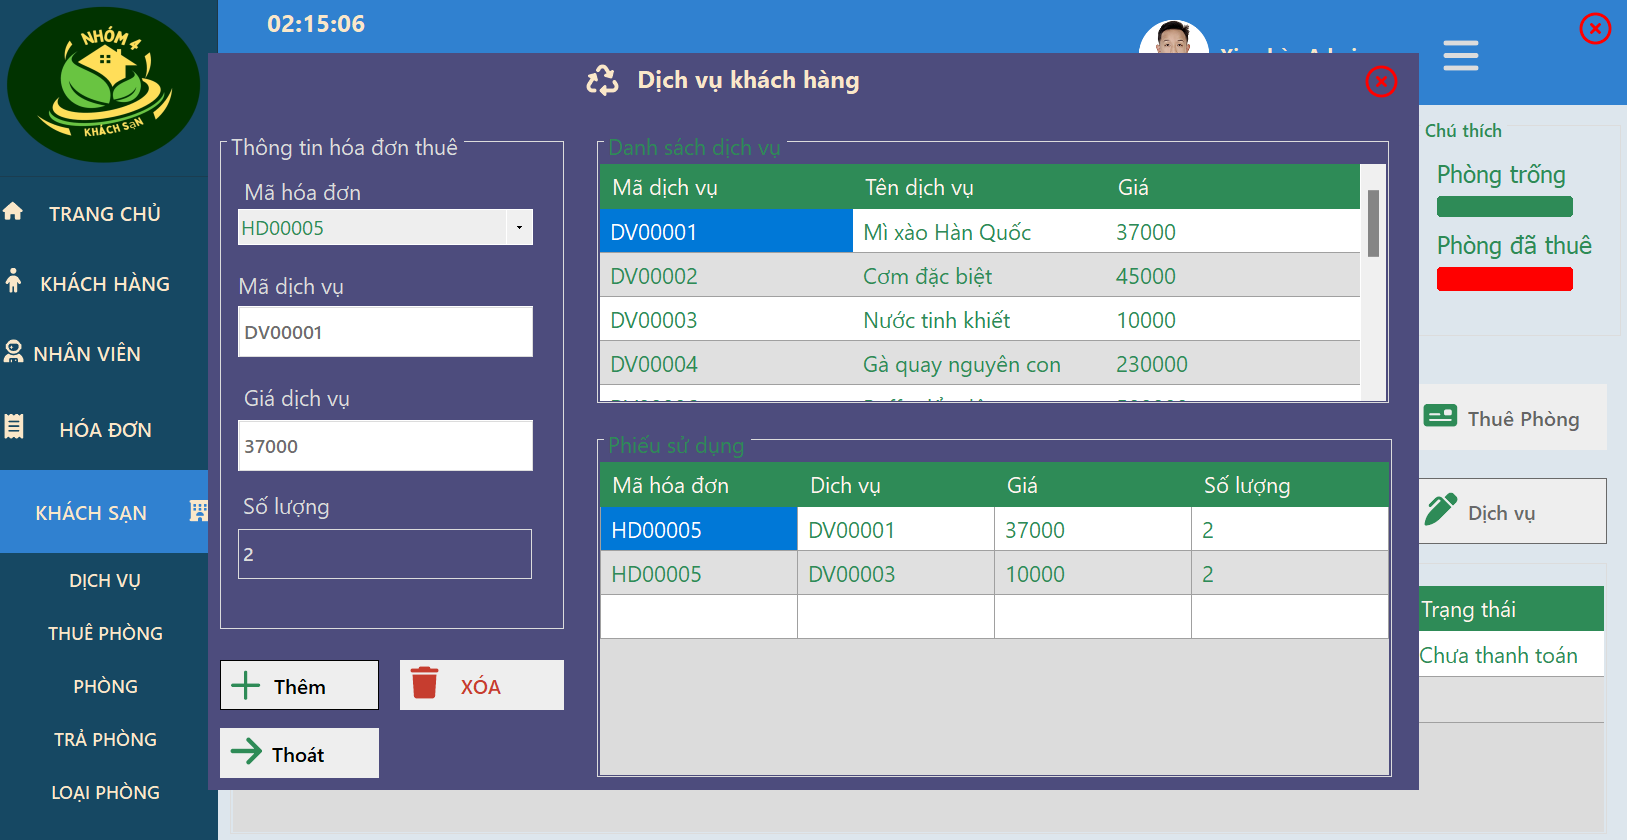 NHÓM 4
KHÁCH SẠN
02:15:06
TRANG CHỦ
KHÁCH HÀNG
NHÂN VIÊN
HÓA ĐƠN
KHÁCH SẠN
DỊCH VỤ
THUÊ PHÒNG
PHÒNG
TRẢ PHÒNG
LOẠI PHÒNG
Dịch vụ khách hàng
Thông tin hóa đơn thuê
Mã hóa đơn
HD00005
Mã dịch vụ
DV00001
Giá dịch vụ
37000
Số lượng
2
Thêm
XÓA
Thoát
Danh sách dịch vụ
Mã dịch vụ Tên dịch vụ Giá
DV00001 Mì xào Hàn Quốc 37000
DV00002 Cơm đặc biệt 45000
DV00003 Nước tinh khiết 10000
DV00004 Gà quay nguyên con 230000
Phiếu sử dụng
Mã hóa đơn Dich vụ Giá Số lượng
HD00005 DV00001 37000 2
HD00005 DV00003 10000 2
Chú thích
Phòng trống
Phòng đã thuê
Thuê Phòng
Dịch vụ
Trạng thái
Chưa thanh toán